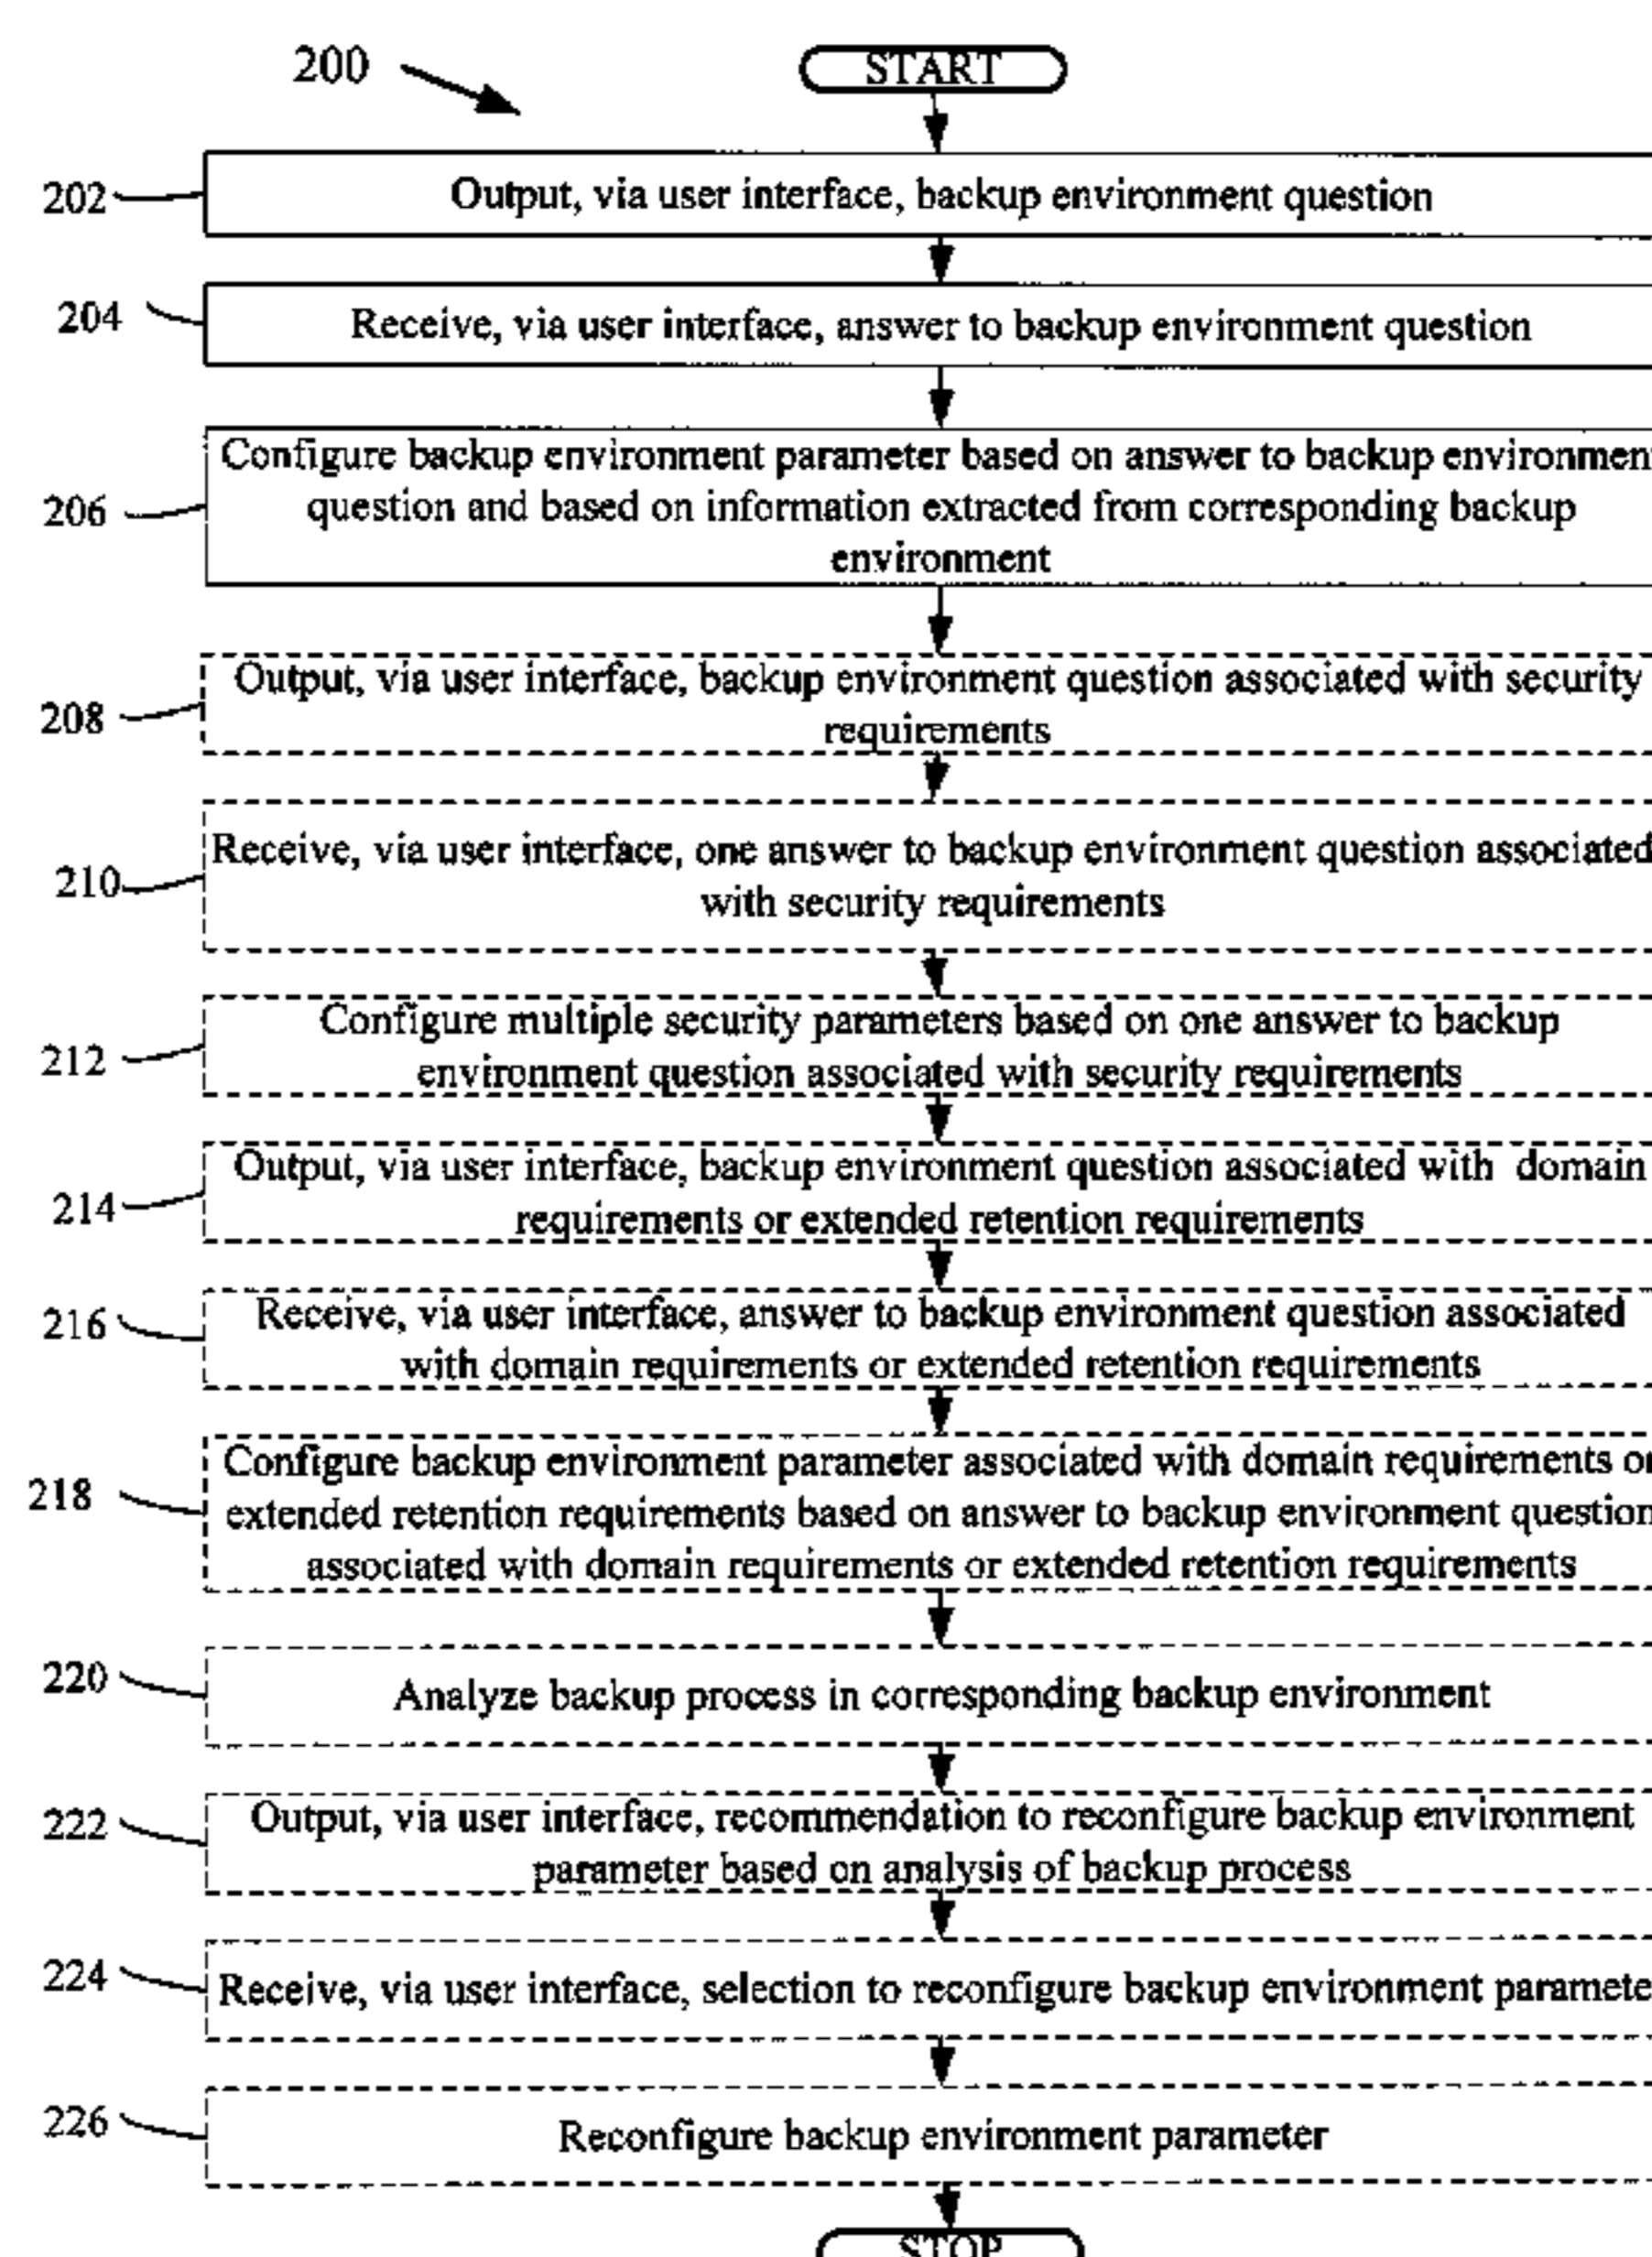 200
START
202
Output, via user interface, backup environment question
204
Receive, via user interface, answer to backup environment question
206
Configure backup environment parameter based on answer to backup environmen
question and based on information extracted from corresponding backup
environment
208
Output, via user interface, backup environment question associated with security
requirements
210
Receive, via user interface, one answer to backup environment question associated
with security requirements
212
Configure multiple security parameters based on one answer to backup
environment question associated with security requirements
214
Output, via user interface, backup environment question associated with domain
requirements or extended retention requirements
216
Receive, via user interface, answer to backup environment question associated
with domain requirements or extended retention requirements
218
Configure backup environment parameter associated with domain requirements or
extended retention requirements based on answer to backup environment question
associated with domain requirements or extended retention requirements
220
Analyze backup process in corresponding backup environment
222
Output, via user interface, recommendation to reconfigure backup environment
parameter based on analysis of backup process
224
Receive, via user interface, selection to reconfigure backup environment paramete
226
Reconfigure backup environment parameter
STOP